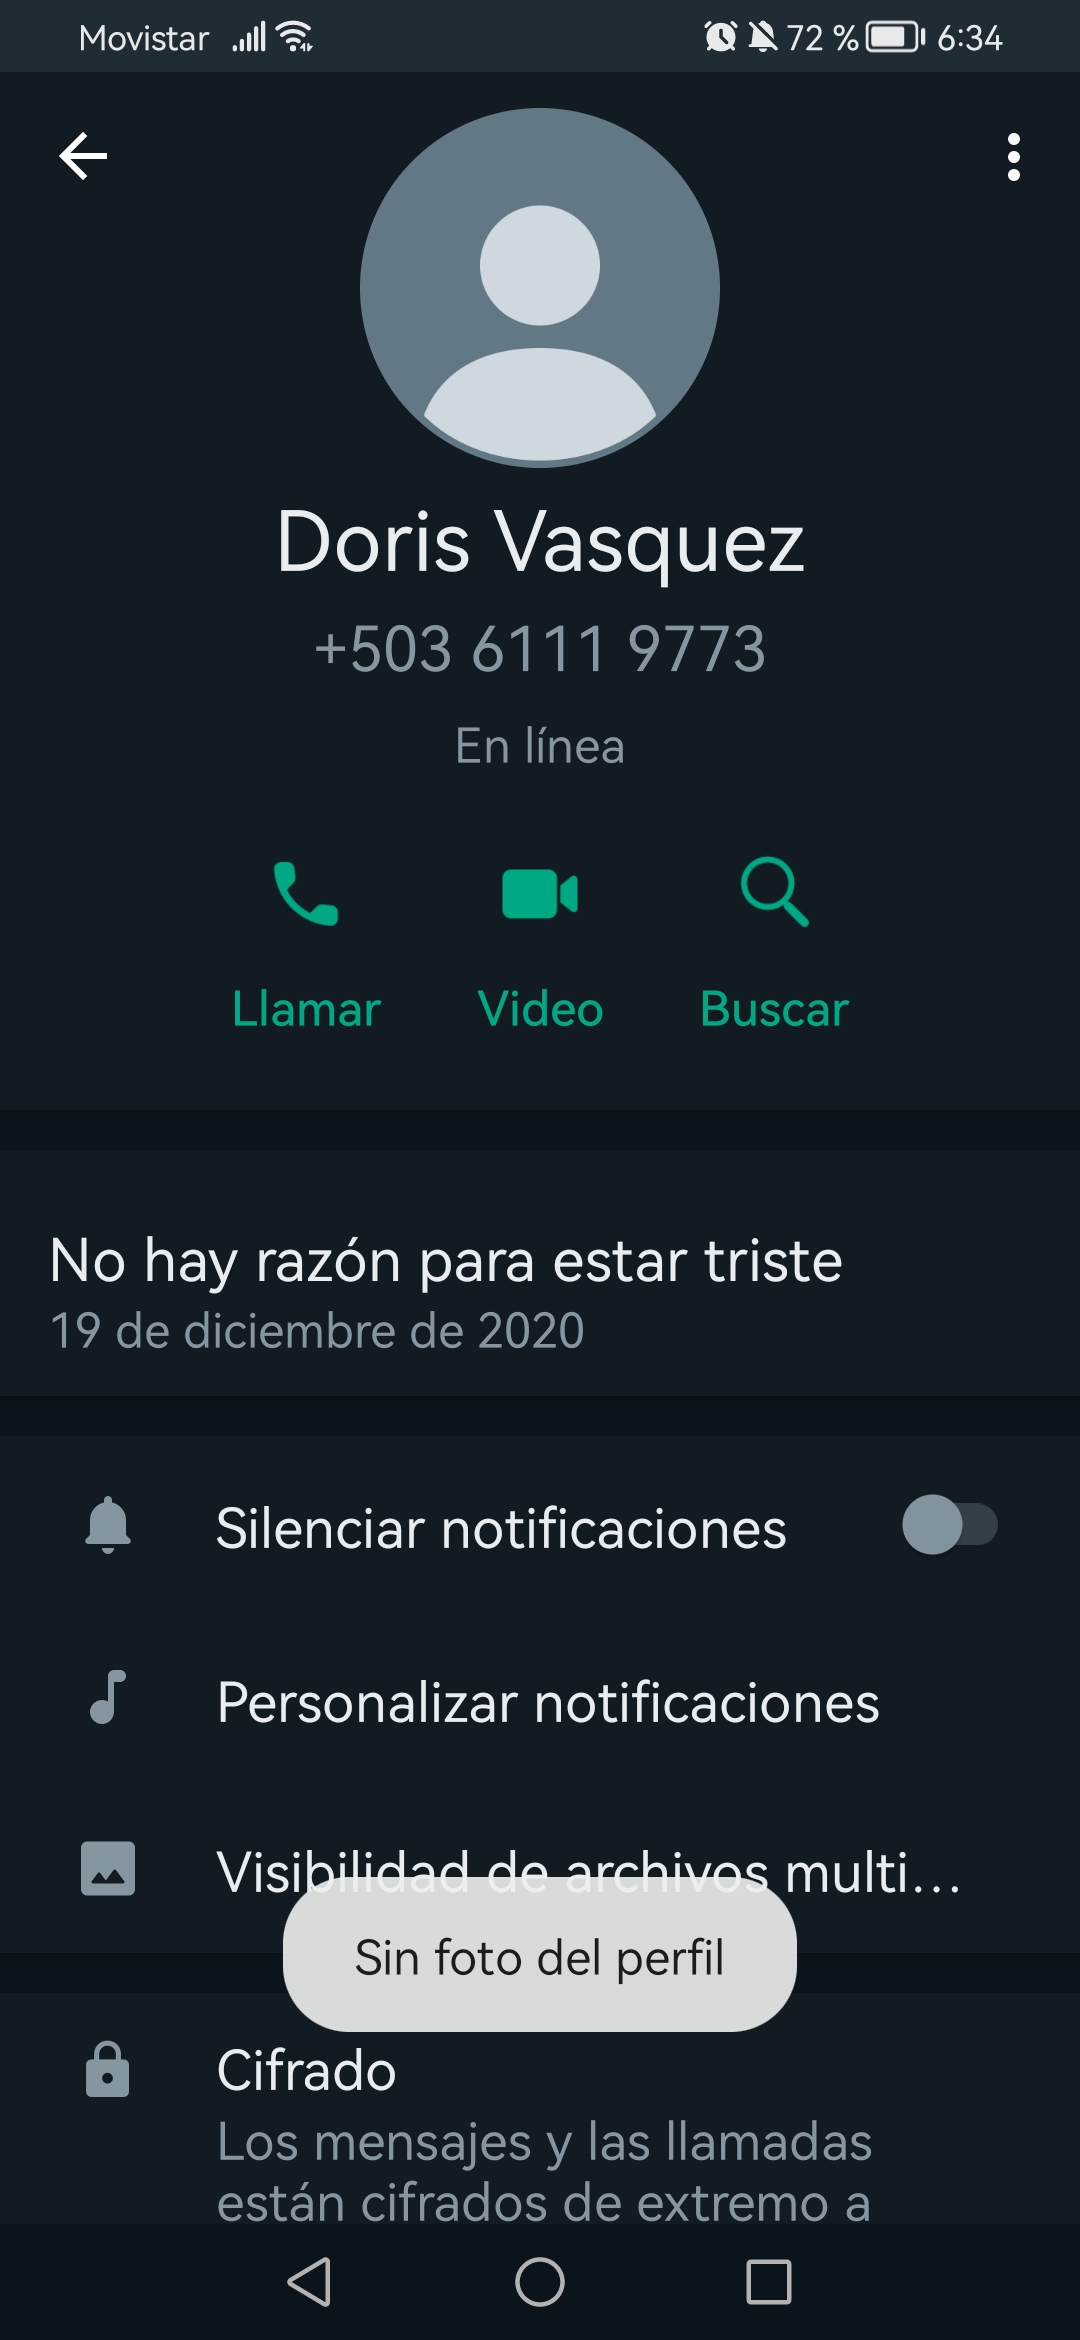 Movistar 72 % 6:34
Doris Vasquez
+503 6111 9773
En línea
Llamar Video Buscar
No hay razón para estar triste
19 de diciembre de 2020
Silenciar notificaciones
Personalizar notificaciones
Visibilidad de archivos multi...
Sin foto del perfil
Cifrado
Los mensajes y las llamadas
están cifrados de extremo a